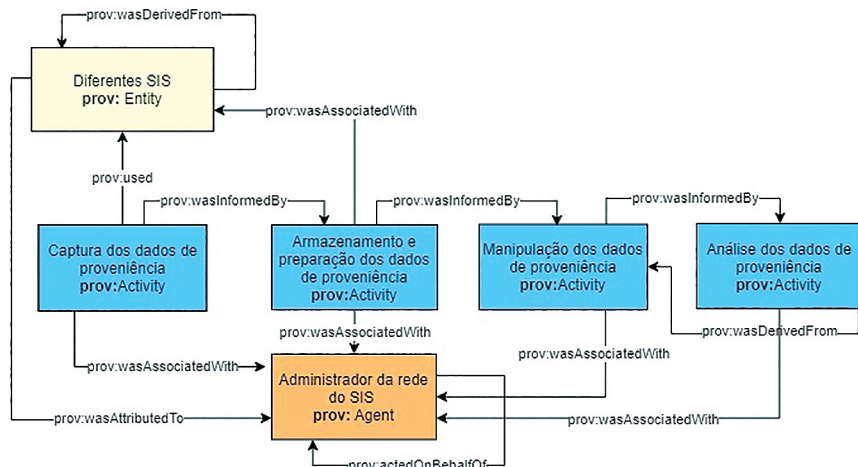 prov:wasDerivedFrom
Diferentes SIS
prov: Entity
prov:wasAssociatedWith
prov:used
prov:wasInformedBy
prov:wasInformedBy
prov:wasInformedBy
Captura dos dados de
proveniência
prov:Activity
Armazenamento e
preparação dos dados
de proveniência
prov:Activity
Manipulação dos dados
de proveniência
prov:Activity
Análise dos dados de
proveniência
prov:Activity
prov:wasAssociatedWith
prov:wasDerivedFrom
prov:wasAssociatedWith
prov:wasAssociatedWith
Administrador da rede
do SIS
prov: Agent
prov:wasAttributedTo
prov:wasAssociatedWith
prov:actedOnBehalfOf